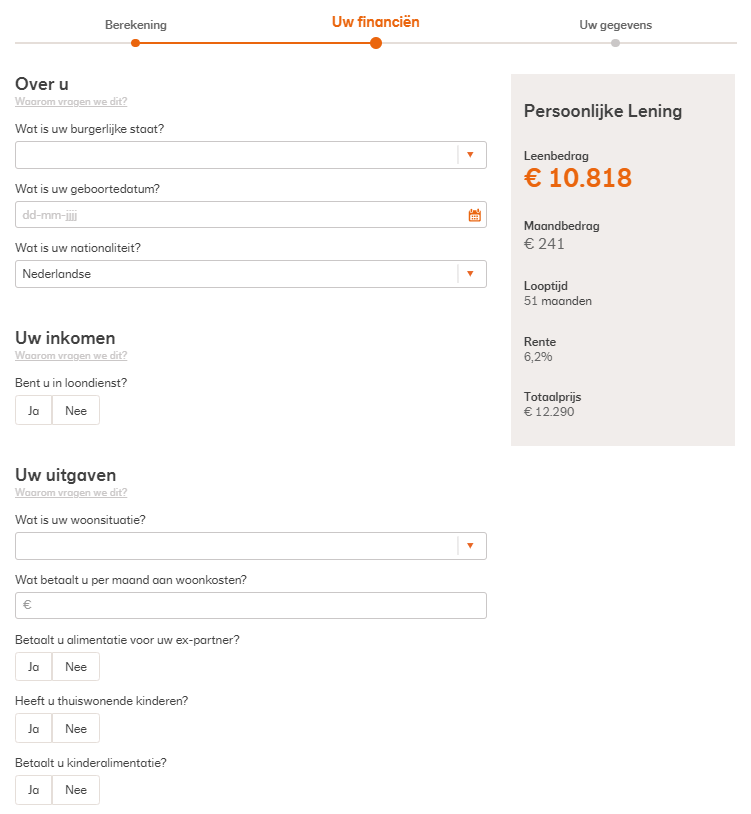 Berekening
Uw financiën
Uw gegevens
Over u
Waarom vragen we dit?
Wat is uw burgerlijke staat?
Wat is uw geboortedatum?
dd-mm-jjjj
Wat is uw nationaliteit?
Nederlandse
Uw inkomen
Waarom vragen we dit?
Bent u in loondienst?
Ja Nee
Uw uitgaven
Waarom vragen we dit?
Wat is uw woonsituatie?
Wat betaalt u per maand aan woonkosten?
€
Betaalt u alimentatie voor uw ex-partner?
Ja Nee
Heeft u thuiswonende kinderen?
Ja Nee
Betaalt u kinderalimentatie?
Ja Nee
Persoonlijke Lening
Leenbedrag
€ 10.818
Maandbedrag
€ 241
Looptijd
51 maanden
Rente
6,2%
Totaalprijs
€ 12.290